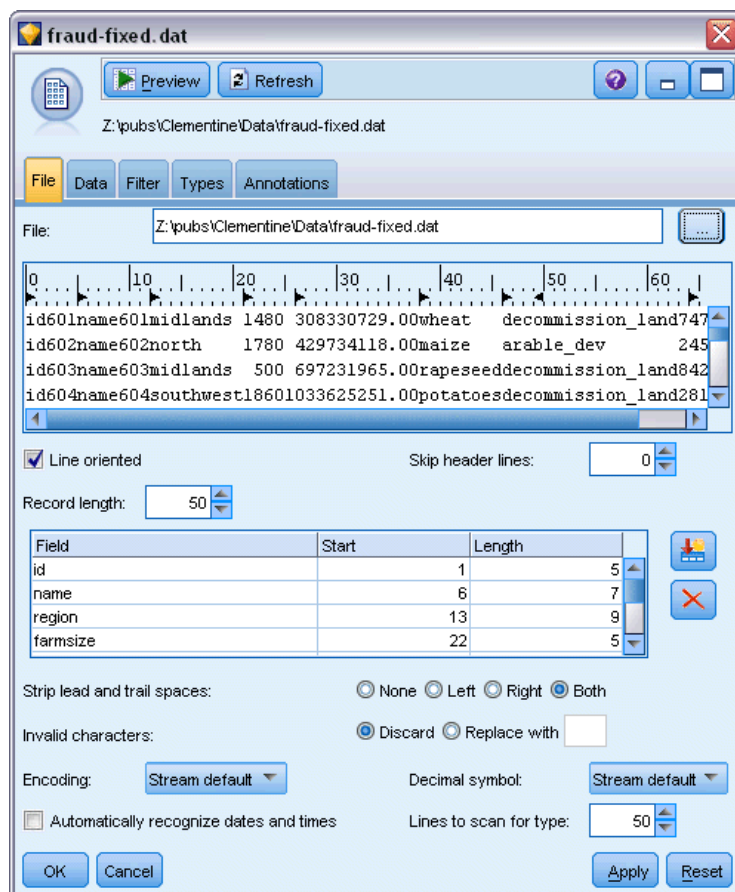 fraud-fixed.dat
Preview Refresh
Z:\pubs\Clementine\Data\fraud-fixed.dat
File Data Filter Types Annotations
File: Z:\pubs\Clementine\Data\fraud-fixed.dat ...
0 10 20 30 40 50 60
id601name601midlands 1480 308330729.00wheat decommission_land747
id602name602north 1780 429734118.00maize arable_dev 245
id603name603midlands 500 697231965.00rapeseeddecommission_land842
id604name604southwest18601033625251.00potatoesdecommission_land281
Line oriented Skip header lines: 0
Record length: 50
Field Start Length
id 1 5
name 6 7
region 13 9
farmsize 22 5
Strip lead and trail spaces: None Left Right Both
Invalid characters: Discard Replace with
Encoding: Stream default Decimal symbol: Stream default
Automatically recognize dates and times Lines to scan for type: 50
OK Cancel Apply Reset